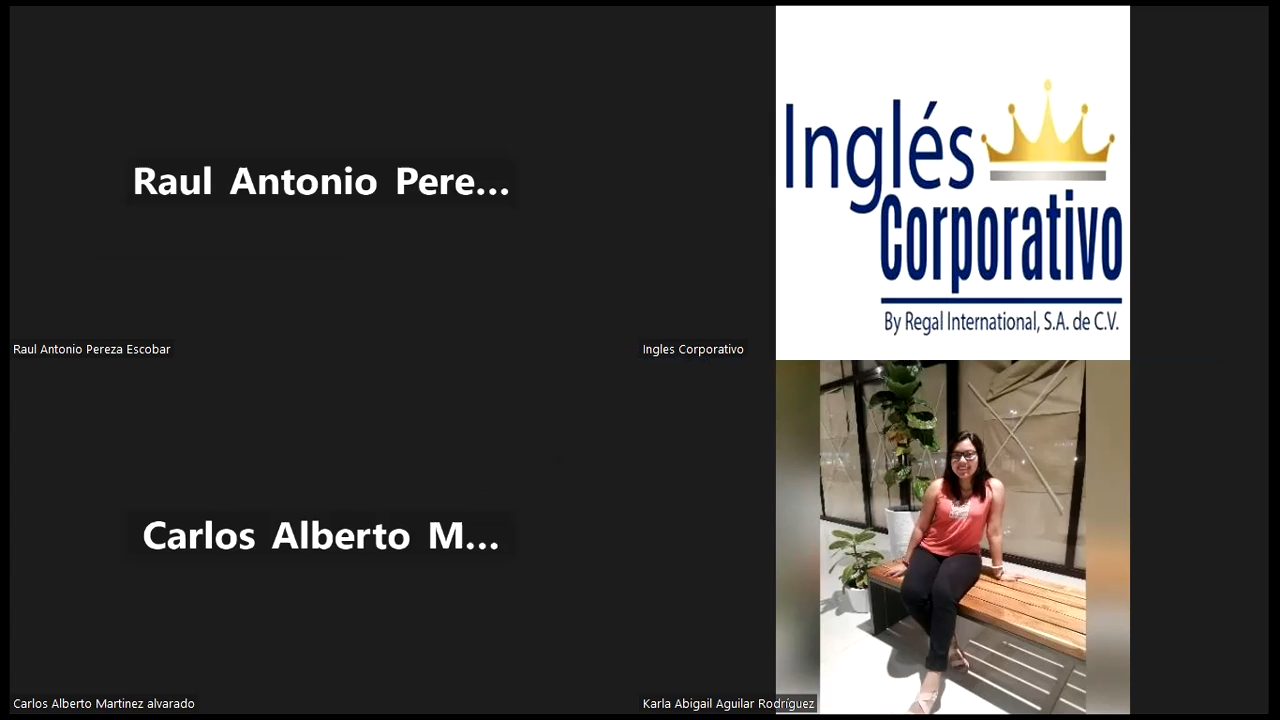 Raul Antonio Pere...
Raul Antonio Pereza Escobar
Inglés
Corporativo
By Regal International, S.A. de C.V.
Ingles Corporativo
Carlos Alberto M...
Carlos Alberto Martinez alvarado
Karla Abigail Aguilar Rodríguez